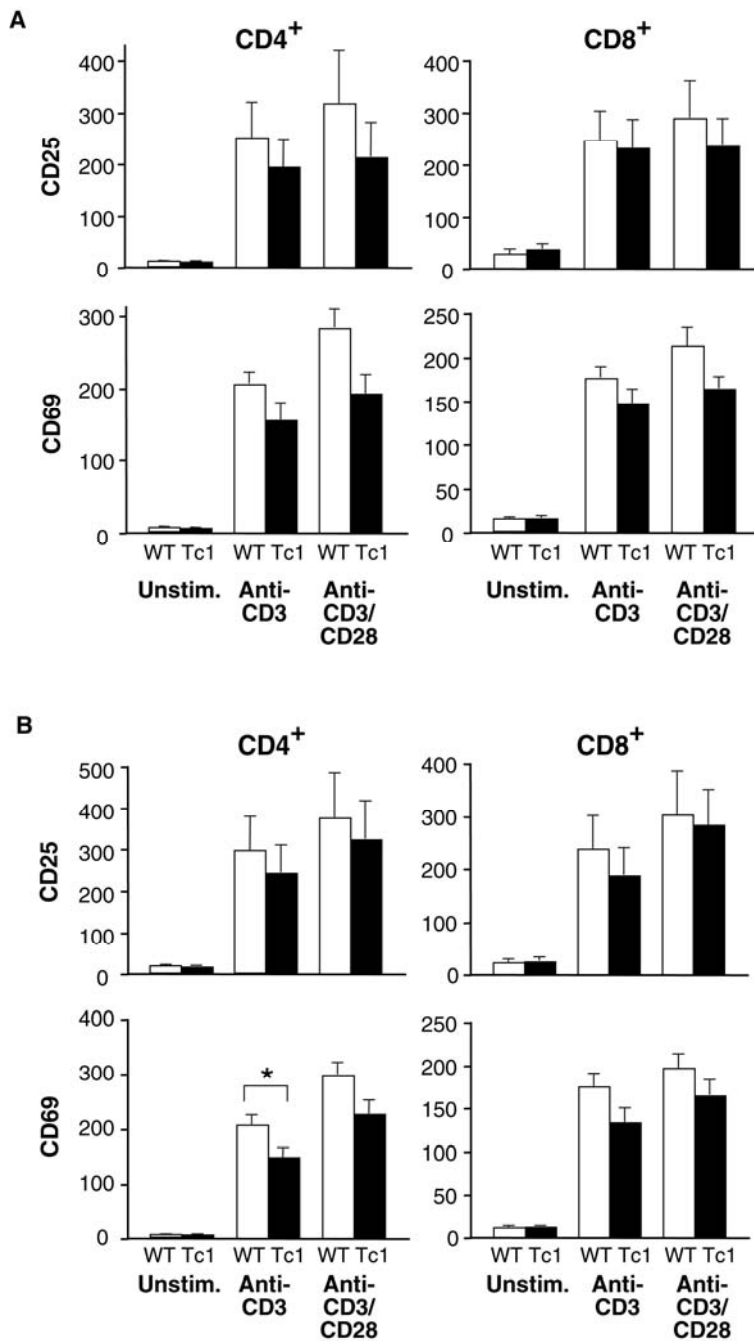 A
CD4+ CD8+
CD25
400 400
300 300
200 200
100 100
0 0
CD69
300 250
200 200
150
100 100
50
0 0
WT Tc1 WT Tc1 WT Tc1 WT Tc1 WT Tc1 WT Tc1
Unstim. Anti- Anti- Unstim. Anti- Anti-
CD3 CD3/ CD3 CD3/
CD28 CD28
B
CD4+ CD8+
CD25
500 400
400 300
300 200
200
100 100
0 0
CD69
400 250
300 200
*
200 150
100
100 50
0 0
WT Tc1 WT Tc1 WT Tc1 WT Tc1 WT Tc1 WT Tc1
Unstim. Anti- Anti- Unstim. Anti- Anti-
CD3 CD3/ CD3 CD3/
CD28 CD28